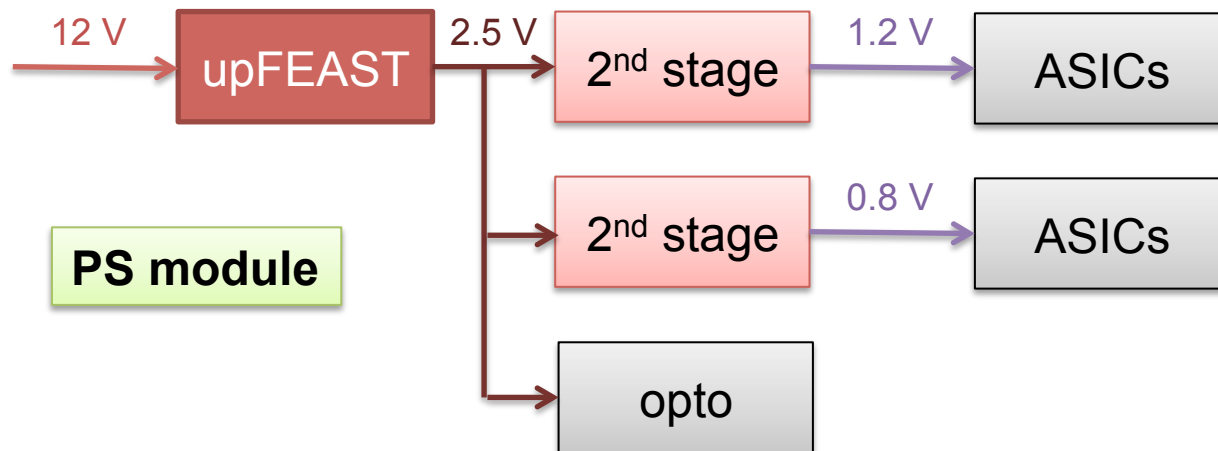 12 V
upFEAST
2.5 V
2nd stage
1.2 V
ASICs
2nd stage
0.8 V
ASICs
PS module
opto